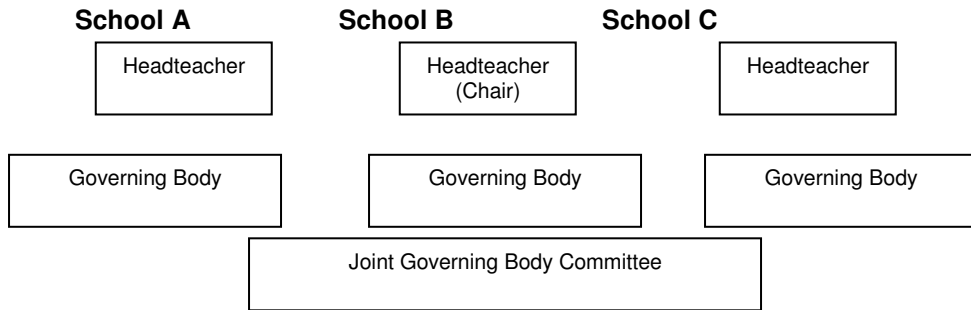 School A School B School C
Headteacher Headteacher Headteacher
(Chair)
Governing Body Governing Body Governing Body
Joint Governing Body Committee